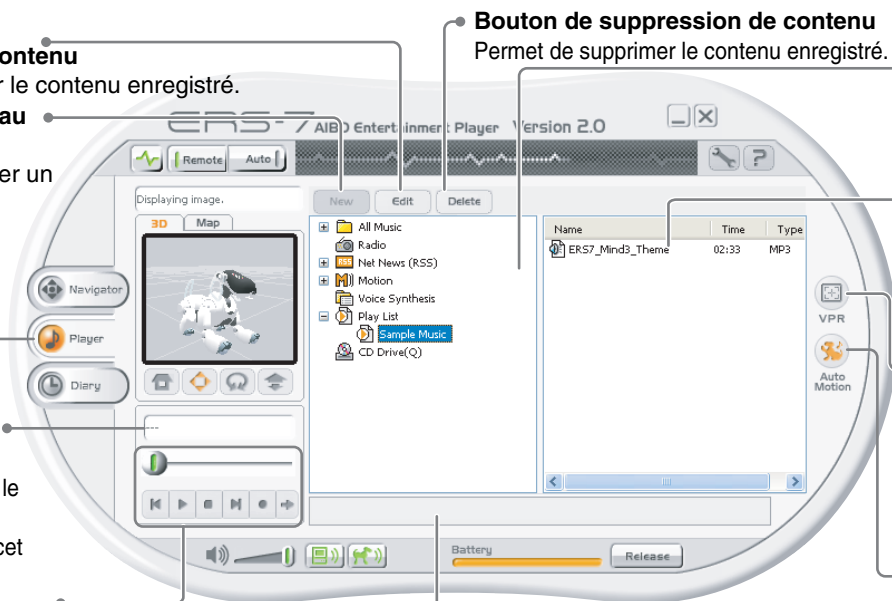 Bouton de suppression de contenu
Permet de supprimer le contenu enregistré.
contenu
r le contenu enregistré.
au
er un
ERS-7 AIBO Entertainment Player Version 2.0
Remote Auto
Displaying image.
3D Map
New Edit Delete
All Music
Radio
RSS Net News (RSS)
Motion
Voice Synthesis
Play List
Sample Music
CD Drive(Q)
Name Time Type
ERS7_Mind3_Theme 02:33 MP3
Navigator
Player
Diary
VPR
Auto
Motion
---
le
cet
Battery
Release